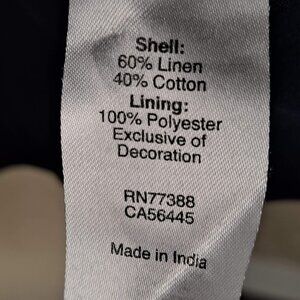 Shell:
60% Linen
40% Cotton
Lining:
100% Polyester
Exclusive of
Decoration
RN77388
CA56445
Made in India